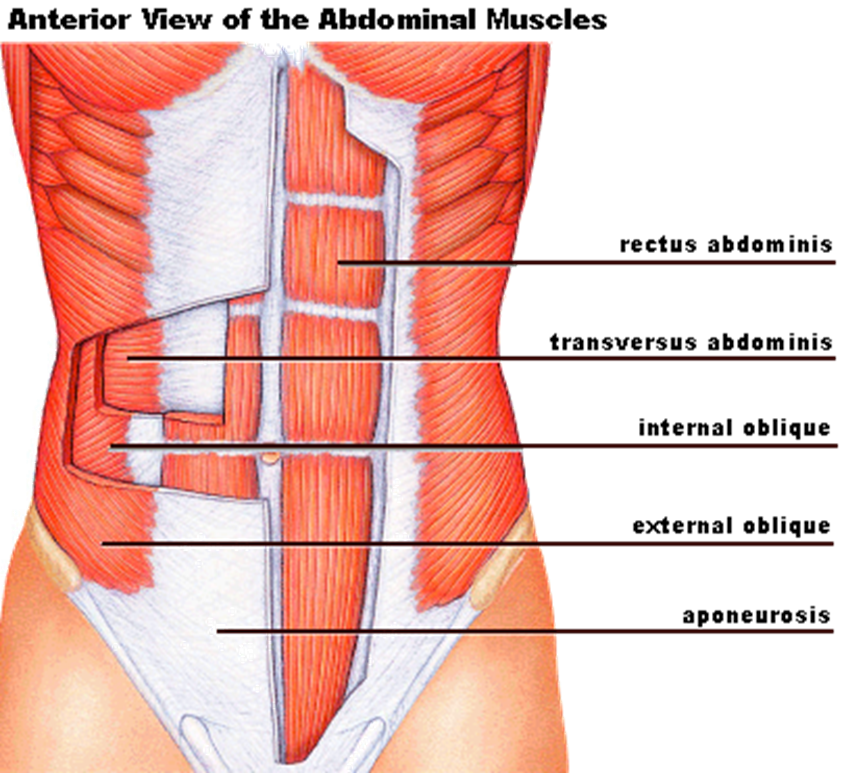 Anterior View of the Abdominal Muscles
rectus abdominis
transversus abdominis
internal oblique
external oblique
aponeurosis